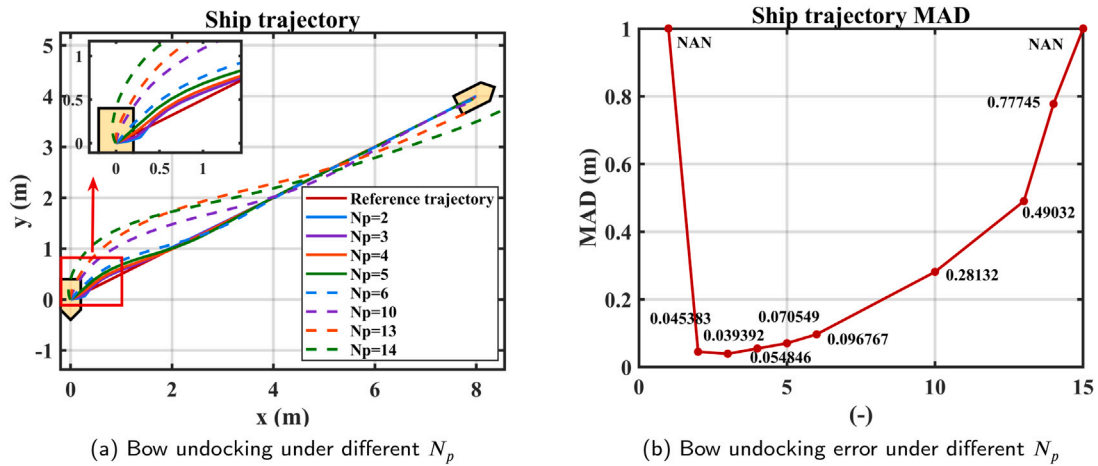 Ship trajectory
5
4
3
2
1
0
-1
y (m)
1
0.5
0
0
0.5
1
Reference trajectory
Np=2
Np=3
Np=4
Np=5
Np=6
Np=10
Np=13
Np=14
0
2
4
6
8
x (m)
(a) Bow undocking under different Np
Ship trajectory MAD
1
0.8
0.6
0.4
0.2
0
MAD (m)
NAN
NAN
0.77745
0.49032
0.28132
0.070549
0.045383
0.039392
0.096767
0.054846
0
5
10
15
(-)
(b) Bow undocking error under different Np